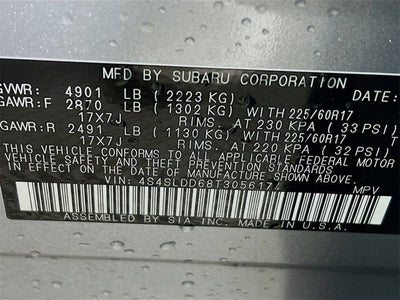 MFD BY SUBARU CORPORATION
GVWR: 4901 LB (2223 KG) DATE:
GAWR:F 2870 LB (1302 KG) WITH 225/60R17
17X7J RIMS, AT 230 KPA (33 PSI)
GAWR:R 2491 LB (1130 KG) WITH 225/60R17 T
17X7J RIMS, AT 220 KPA (32 PSI)
THIS VEHICLE CONFORMS TO ALL APPLICABLE FEDERAL MOTOR
VEHICLE SAFETY, BUMPER AND THEFT PREVENTION STANDARDS
IN EFFECT ON THE DATE OF MANUFACTURE SHOWN ABOVE.
VIN: 4S4SLDD68T3056177 MPV
ASSEMBLED BY SIA INC. MADE IN U.S.A.